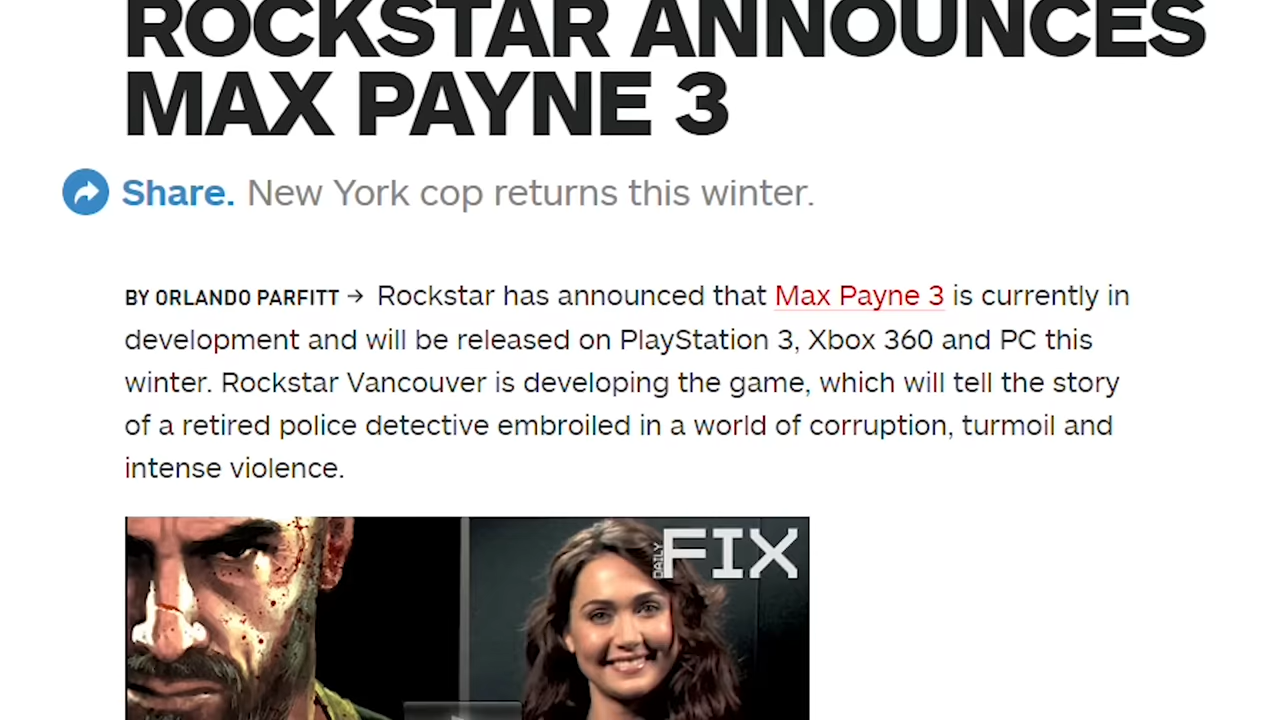 ROCKSTAR ANNOUNCES
MAX PAYNE 3
Share. New York cop returns this winter.
BY ORLANDO PARFITT → Rockstar has announced that Max Payne 3 is currently in
development and will be released on PlayStation 3, Xbox 360 and PC this
winter. Rockstar Vancouver is developing the game, which will tell the story
of a retired police detective embroiled in a world of corruption, turmoil and
intense violence.
DAILY FIX